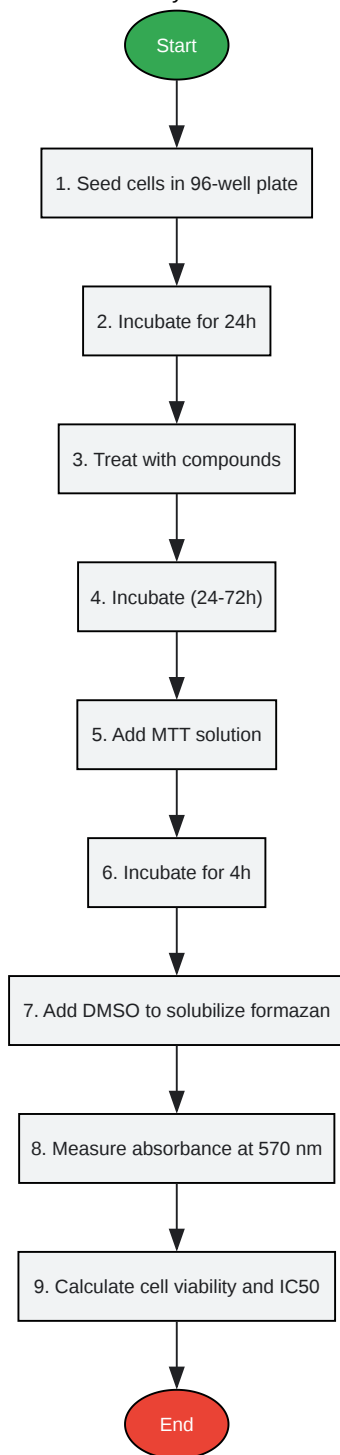 Start
1. Seed cells in 96-well plate
2. Incubate for 24h
3. Treat with compounds
4. Incubate (24-72h)
5. Add MTT solution
6. Incubate for 4h
7. Add DMSO to solubilize formazan
8. Measure absorbance at 570 nm
9. Calculate cell viability and IC50
End